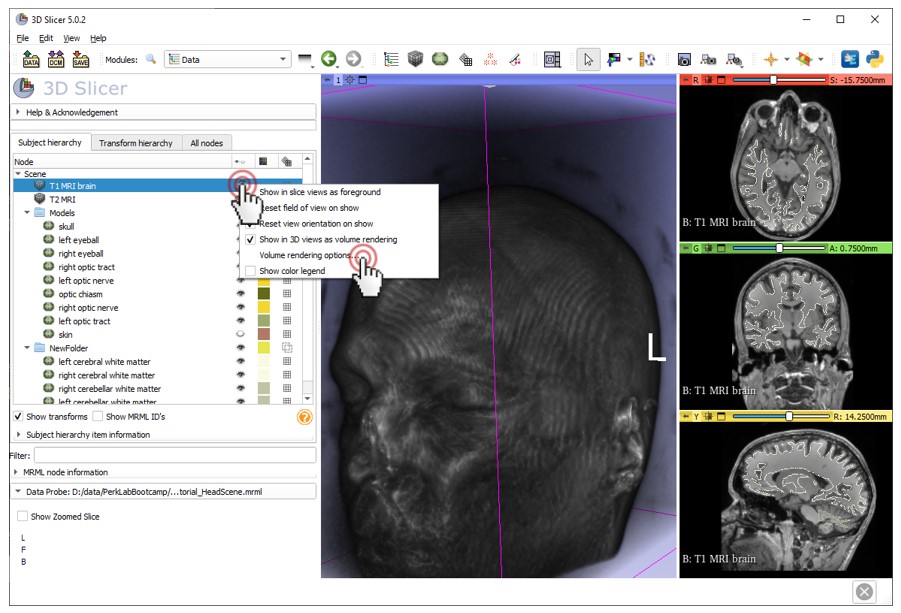 3D Slicer 5.0.2
File Edit View Help
DATA DCM SAVE Modules: Data
3D Slicer
Help & Acknowledgement
Subject hierarchy Transform hierarchy All nodes
Node
Scene
T1 MRI brain
T2 MRI
Models
skull
left eyeball
right eyeball
right optic tract
left optic nerve
optic chiasm
right optic nerve
left optic tract
skin
NewFolder
left cerebral white matter
right cerebral white matter
right cerebellar white matter
left cerebellar white matter
Show transforms Show MRML ID's
Subject hierarchy item information
Filter:
MRML node information
Data Probe: D:/data/PerkLabBootcamp/...torial_HeadScene.mrml
Show Zoomed Slice
L
F
B
Show in slice views as foreground
Reset field of view on show
Reset view orientation on show
Show in 3D views as volume rendering
Volume rendering options...
Show color legend
1
L
R S: -15.7500mm
B: T1 MRI brain
G A: 0.7500mm
B: T1 MRI brain
Y R: 14.2500mm
B: T1 MRI brain